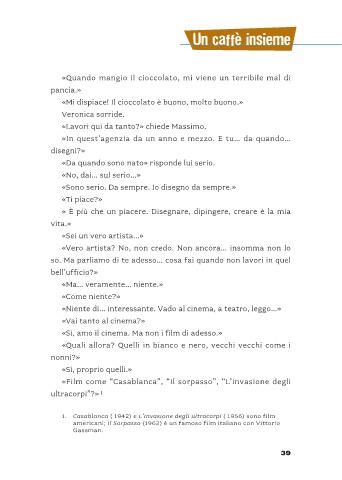 Un caffè insieme
«Quando mangio il cioccolato, mi viene un terribile mal di
pancia.»
«Mi dispiace! Il cioccolato è buono, molto buono.»
Veronica sorride.
«Lavori qui da tanto?» chiede Massimo.
«In quest'agenzia da un anno e mezzo. E tu... da quando...
disegni?»
«Da quando sono nato» risponde lui serio.
«No, dai... sul serio...»
«Sono serio. Da sempre. Io disegno da sempre.»
«Ti piace?»
« È più che un piacere. Disegnare, dipingere, creare è la mia
vita.»
«Sei un vero artista...»
«Vero artista? No, non credo. Non ancora... insomma non lo
so. Ma parliamo di te adesso... cosa fai quando non lavori in quel
bell'ufficio?»
«Ma... veramente... niente.»
«Come niente?»
«Niente di... interessante. Vado al cinema, a teatro, leggo...»
«Vai tanto al cinema?»
«Sì, amo il cinema. Ma non i film di adesso.»
«Quali allora? Quelli in bianco e nero, vecchi vecchi come i
nonni?»
«Sì, proprio quelli.»
«Film come “Casablanca”, “Il sorpasso”, “L'invasione degli
ultracorpi”?» 1
1. Casablanca ( 1942) e L'invasione degli ultracorpi ( 1956) sono film
americani; Il Sorpasso (1962) è un famoso film italiano con Vittorio
Gassman.
39